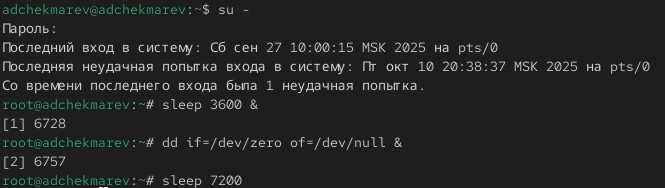 adchekmarev@adchekmarev:~$ su -
Пароль:
Последний вход в систему: Сб сен 27 10:00:15 MSK 2025 на pts/0
Последняя неудачная попытка входа в систему: Пт окт 10 20:38:37 MSK 2025 на pts/0
Со времени последнего входа была 1 неудачная попытка.
root@adchekmarev:~# sleep 3600 &
[1] 6728
root@adchekmarev:~# dd if=/dev/zero of=/dev/null &
[2] 6757
root@adchekmarev:~# sleep 7200